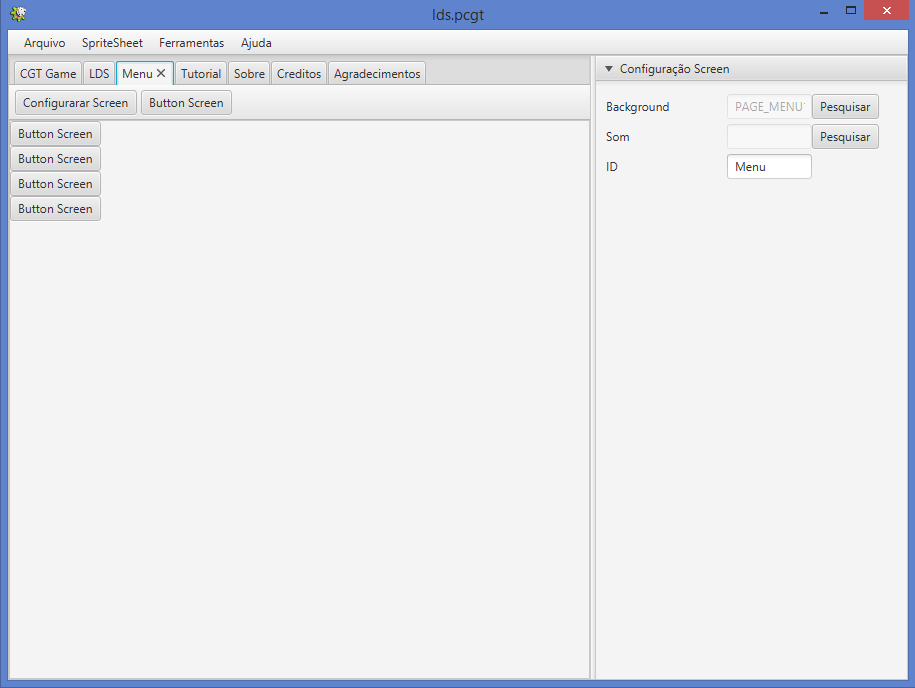 lds.pcgt
Arquivo SpriteSheet Ferramentas Ajuda
CGT Game LDS Menu Tutorial Sobre Creditos Agradecimentos
Configurarar Screen Button Screen
Button Screen
Button Screen
Button Screen
Button Screen
Configuração Screen
Background PAGE_MENU Pesquisar
Som Pesquisar
ID Menu